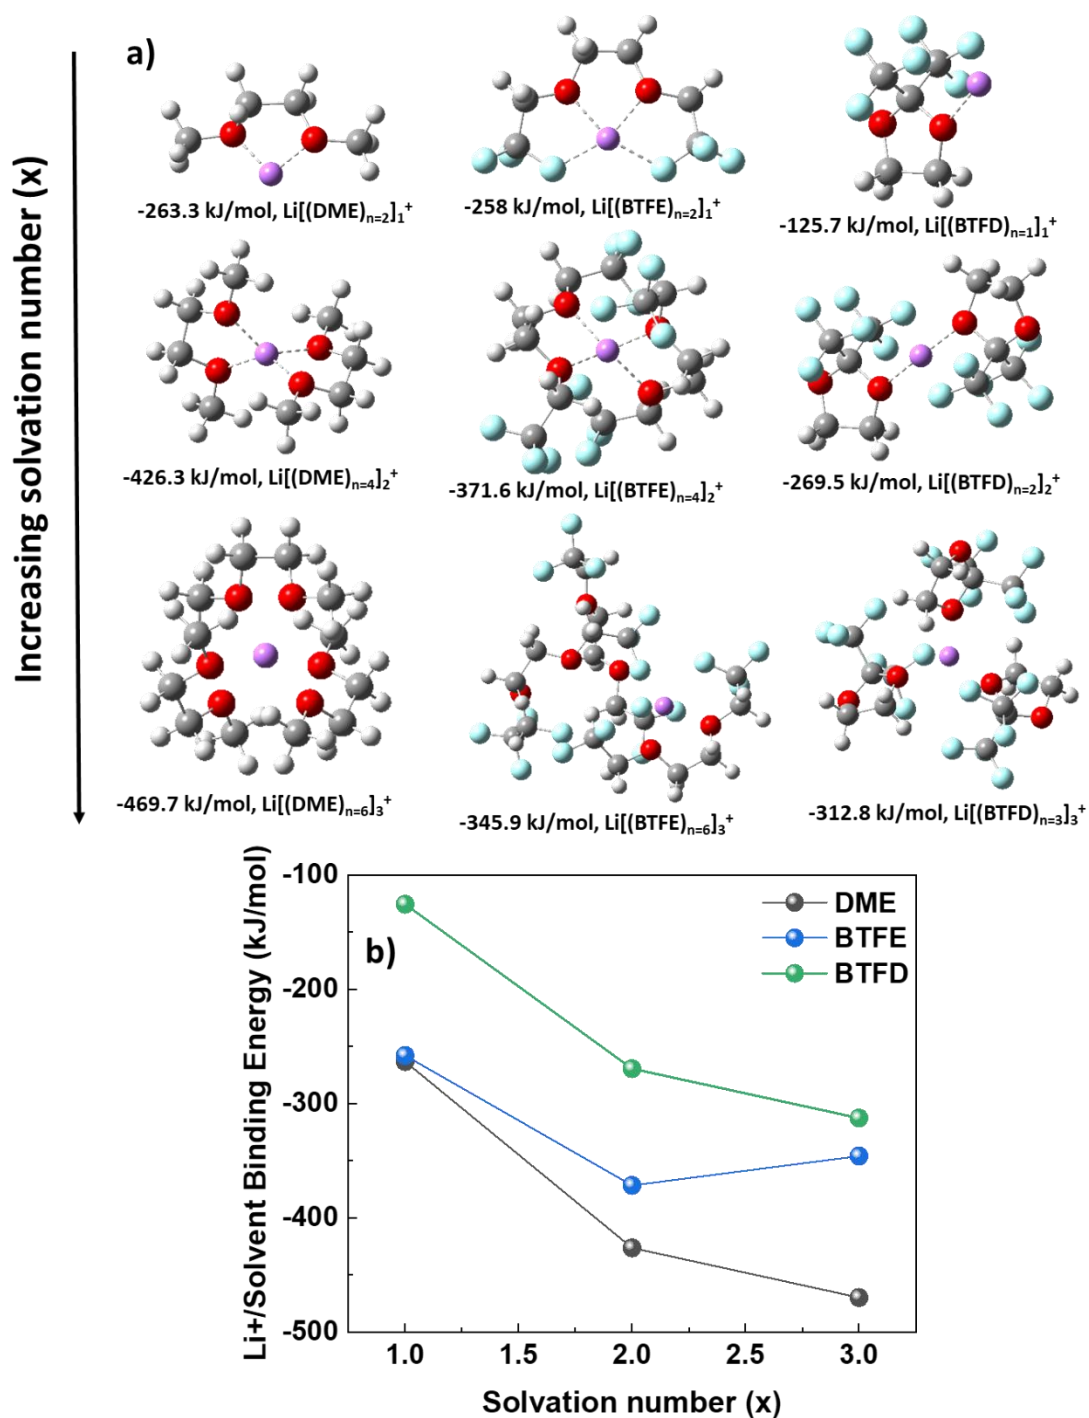 a)
Increasing solvation number (x)
-263.3 kJ/mol, Li[(DME)n=2]1+
-258 kJ/mol, Li[(BTFE)n=2]1+
-125.7 kJ/mol, Li[(BTFD)n=1]1+
-426.3 kJ/mol, Li[(DME)n=4]2+
-371.6 kJ/mol, Li[(BTFE)n=4]2+
-269.5 kJ/mol, Li[(BTFD)n=2]2+
-469.7 kJ/mol, Li[(DME)n=6]3+
-345.9 kJ/mol, Li[(BTFE)n=6]3+
-312.8 kJ/mol, Li[(BTFD)n=3]3+
b)
Li+/Solvent Binding Energy (kJ/mol)
-100
-200
-300
-400
-500
DME
BTFE
BTFD
1.0 1.5 2.0 2.5 3.0
Solvation number (x)